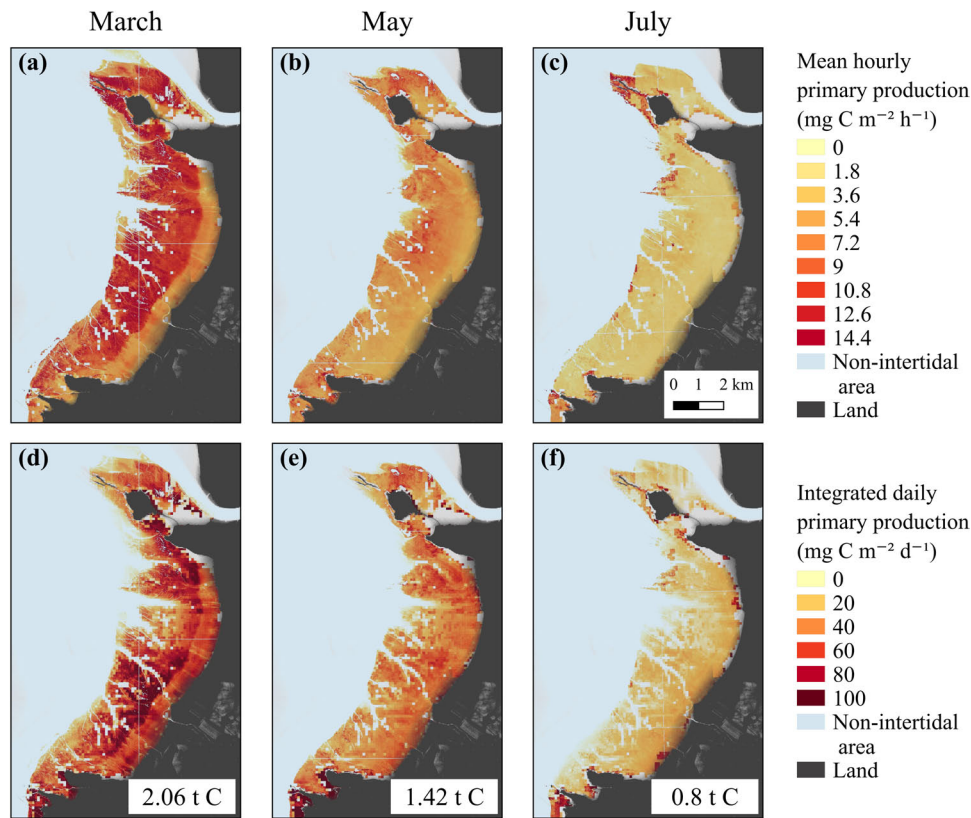 March
May
July
(a)
(b)
(c)
0 1 2 km
Mean hourly
primary production
(mg C m⁻² h⁻¹)
0
1.8
3.6
5.4
7.2
9
10.8
12.6
14.4
Non-intertidal
area
Land
(d)
(e)
(f)
2.06 t C
1.42 t C
0.8 t C
Integrated daily
primary production
(mg C m⁻² d⁻¹)
0
20
40
60
80
100
Non-intertidal
area
Land